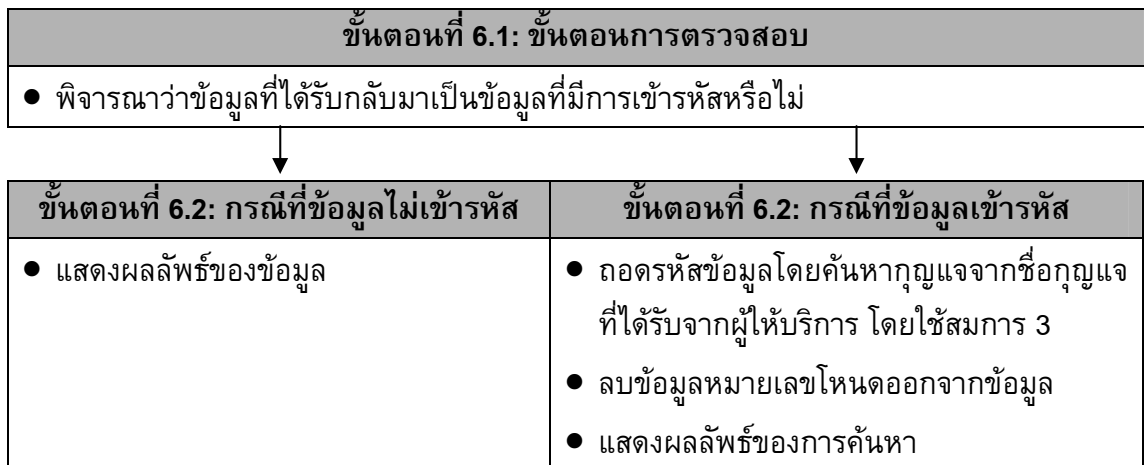 ขั้นตอนที่ 6.1: ขั้นตอนการตรวจสอบ
● พิจารณาว่าข้อมูลที่ได้รับกลับมาเป็นข้อมูลที่มีการเข้ารหัสหรือไม่
ขั้นตอนที่ 6.2: กรณีที่ข้อมูลไม่เข้ารหัส
● แสดงผลลัพธ์ของข้อมูล
ขั้นตอนที่ 6.2: กรณีที่ข้อมูลเข้ารหัส
● ถอดรหัสข้อมูลโดยค้นหากุญแจจากชื่อกุญแจ
ที่ได้รับจากผู้ให้บริการ โดยใช้สมการ 3
● ลบข้อมูลหมายเลขโหนดออกจากข้อมูล
● แสดงผลลัพธ์ของการค้นหา